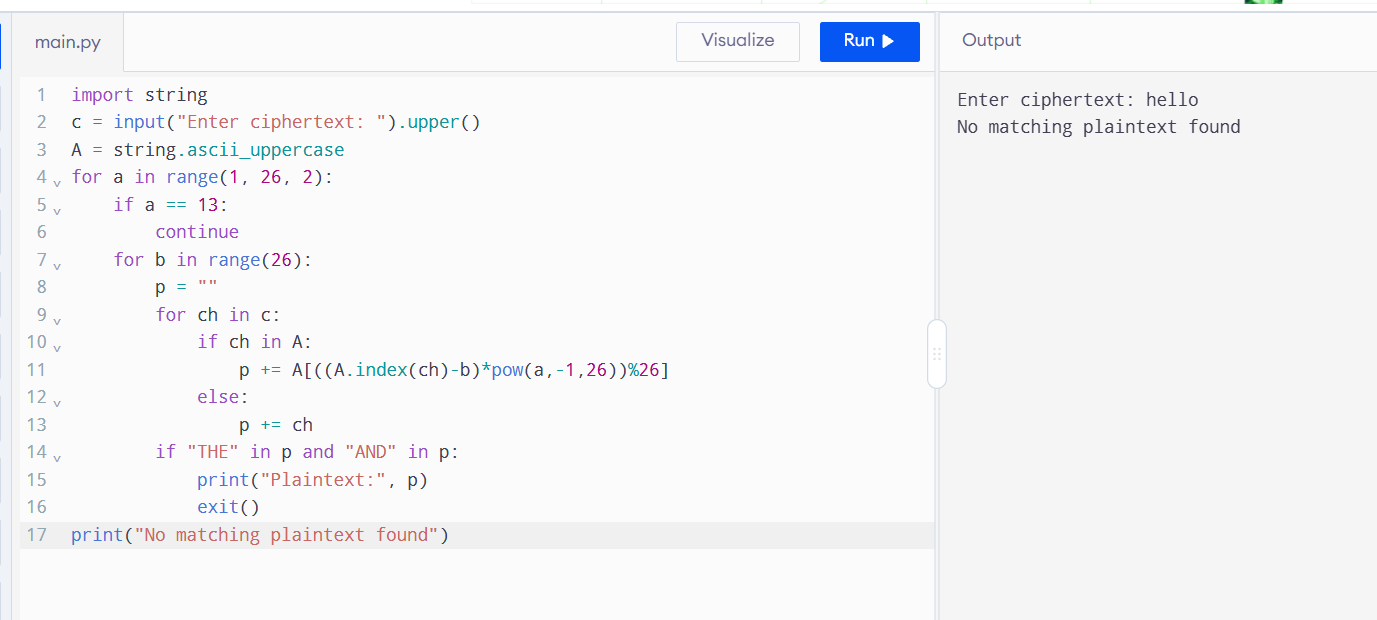 main.py
Visualize
Run
Output
1 import string
2 c = input("Enter ciphertext: ").upper()
3 A = string.ascii_uppercase
4 for a in range(1, 26, 2):
5     if a == 13:
6         continue
7     for b in range(26):
8         p = ""
9         for ch in c:
10             if ch in A:
11                 p += A[((A.index(ch)-b)*pow(a,-1,26))%26]
12             else:
13                 p += ch
14         if "THE" in p and "AND" in p:
15             print("Plaintext:", p)
16             exit()
17 print("No matching plaintext found")
Enter ciphertext: hello
No matching plaintext found